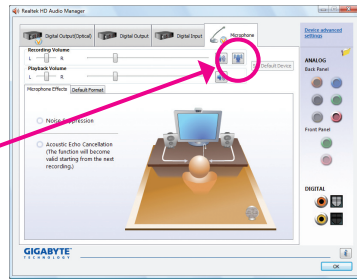 Realtek HD Audio Manager
Digital Output(Optical)
Digital Output
Digital Input
Microphone
Device advanced
settings
Recording Volume
L
R
Default Device
Playback Volume
L
R
ANALOG
Back Panel
Microphone Effects
Default Format
Noise Suppression
Acoustic Echo Cancellation
(The function will become
valid starting from the next
recording.)
Front Panel
DIGITAL
GIGABYTE
TECHNOLOGY
OK